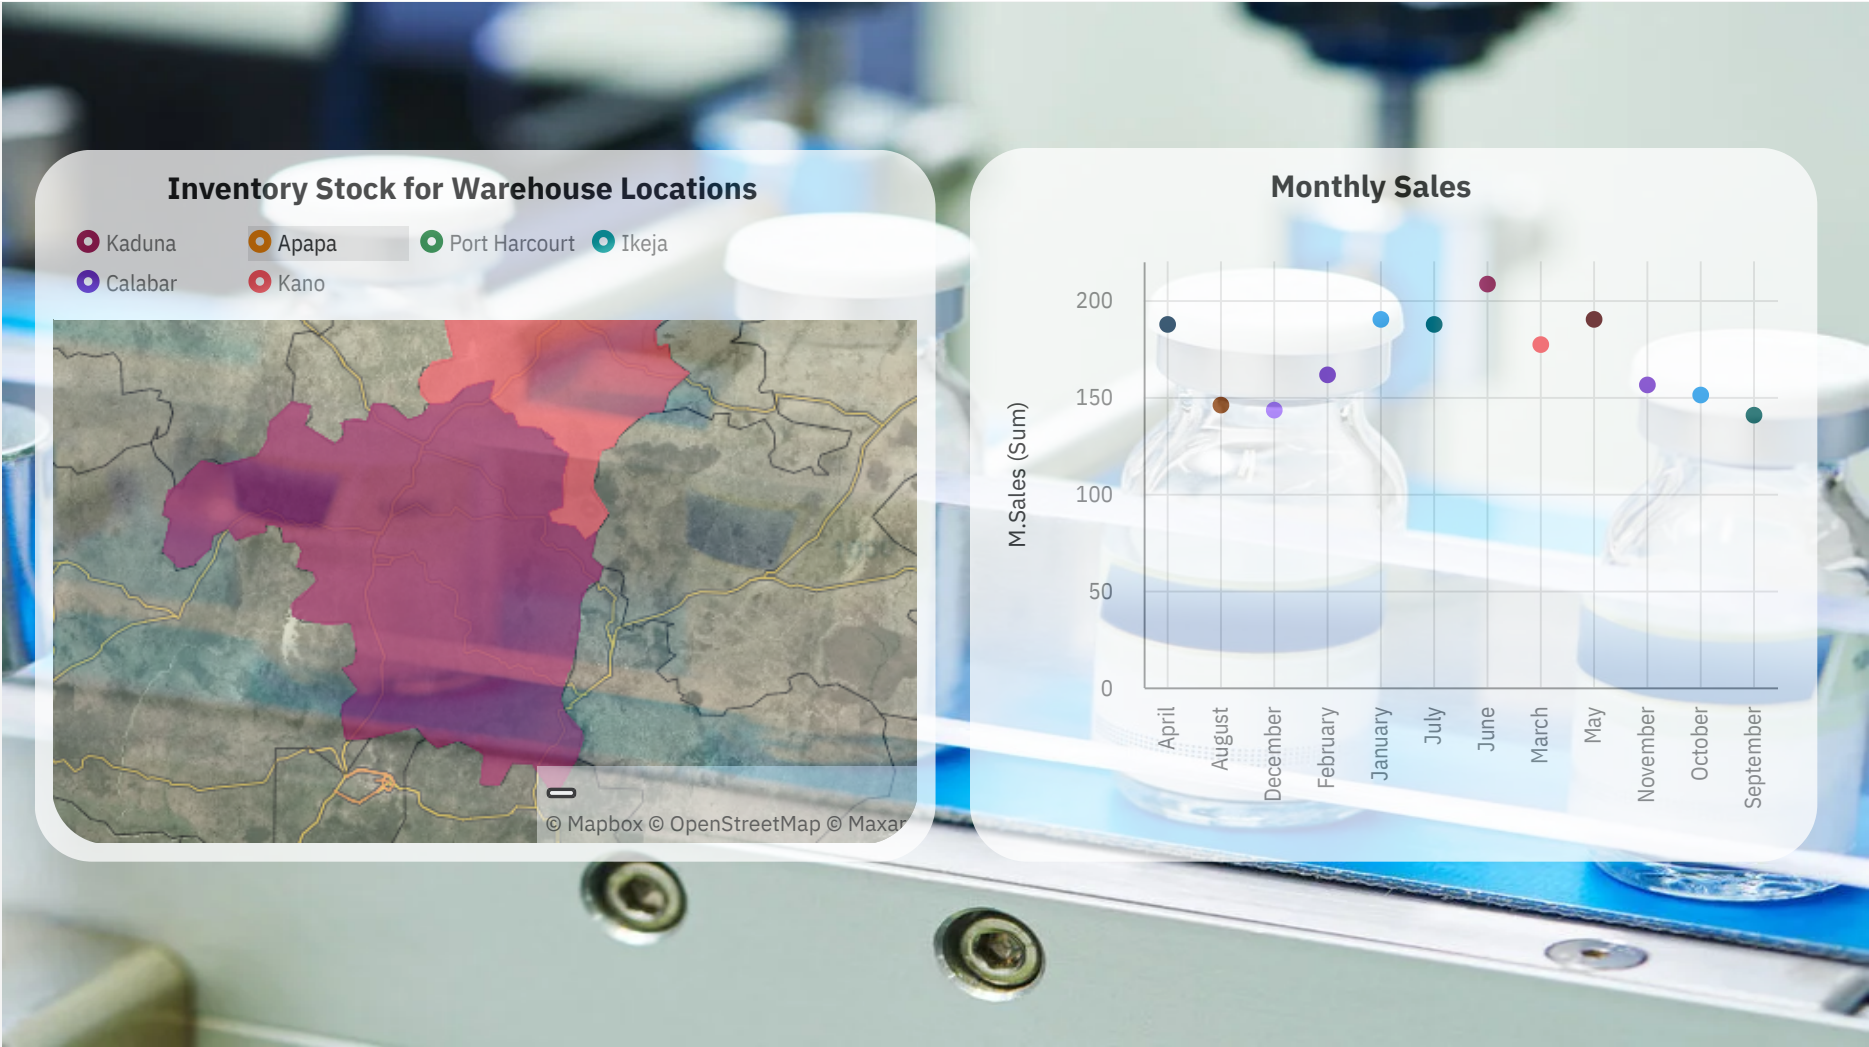 Inventory Stock for Warehouse Locations
Kaduna
Apapa
Port Harcourt
Ikeja
Calabar
Kano
© Mapbox © OpenStreetMap © Maxar
Monthly Sales
M.Sales (Sum)
200
150
100
50
0
April
August
December
February
January
July
June
March
May
November
October
September